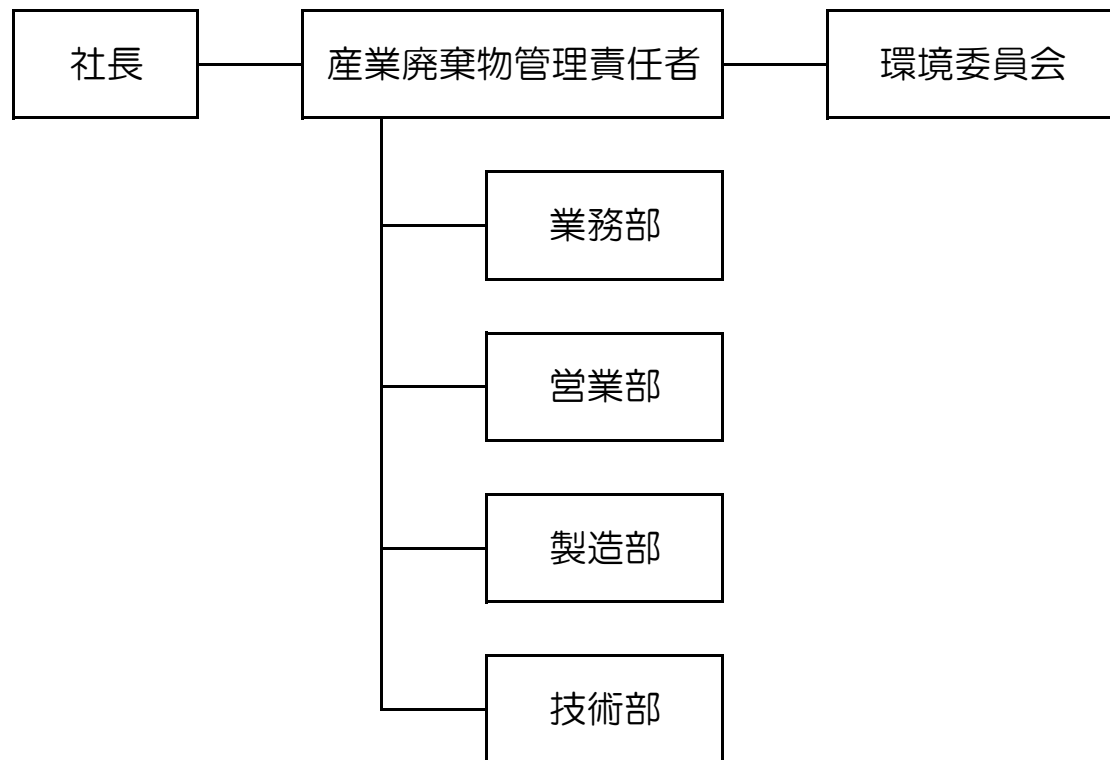 社長
産業廃棄物管理責任者
環境委員会
業務部
営業部
製造部
技術部